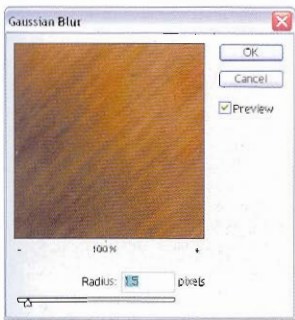 Gaussian Blur
OK
Cancel
Preview
- 100% +
Radius: 1.5 pixels